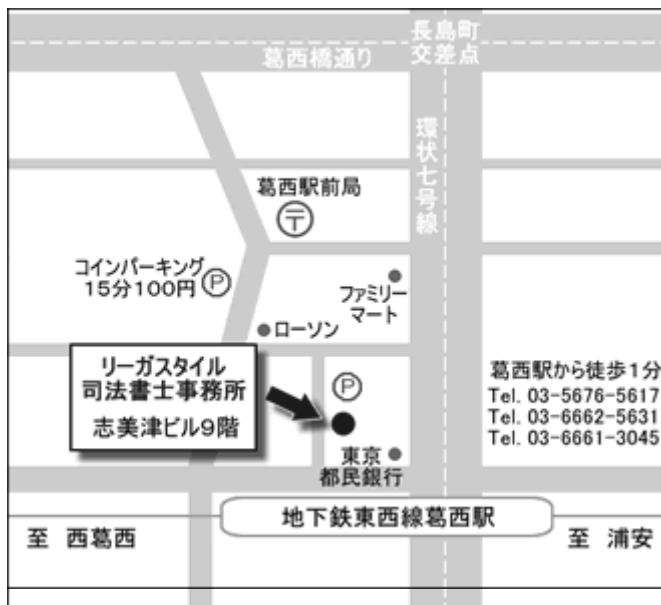 長島町
交差点
葛西橋通り
環状七号線
葛西駅前局
〒
コインパーキング
15分100円 Ⓟ
ファミリー
マート
ローソン
リーガスタイル
司法書士事務所
志美津ビル9階
Ⓟ
葛西駅から徒歩1分
Tel. 03-5676-5617
Tel. 03-6662-5631
Tel. 03-6661-3045
東京
都民銀行
地下鉄東西線葛西駅
至 西葛西
至 浦安